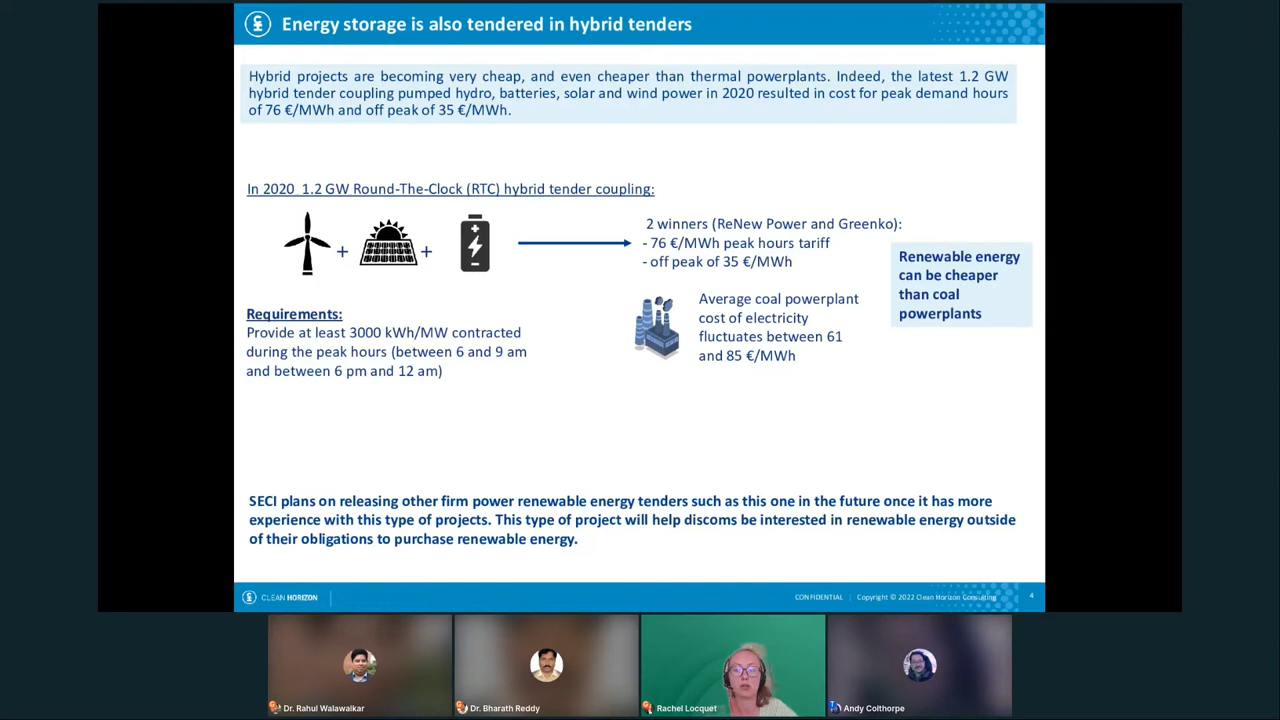 Energy storage is also tendered in hybrid tenders
Hybrid projects are becoming very cheap, and even cheaper than thermal powerplants. Indeed, the latest 1.2 GW
hybrid tender coupling pumped hydro, batteries, solar and wind power in 2020 resulted in cost for peak demand hours
of 76 €/MWh and off peak of 35 €/MWh.
In 2020 1.2 GW Round-The-Clock (RTC) hybrid tender coupling:
+
+
2 winners (ReNew Power and Greenko):
- 76 €/MWh peak hours tariff
- off peak of 35 €/MWh
Renewable energy
can be cheaper
than coal
powerplants
Average coal powerplant
cost of electricity
fluctuates between 61
and 85 €/MWh
Requirements:
Provide at least 3000 kWh/MW contracted
during the peak hours (between 6 and 9 am
and between 6 pm and 12 am)
SECI plans on releasing other firm power renewable energy tenders such as this one in the future once it has more
experience with this type of projects. This type of project will help discoms be interested in renewable energy outside
of their obligations to purchase renewable energy.
CLEAN HORIZON
CONFIDENTIAL | Copyright © 2022 Clean Horizon Consulting
4
Dr. Rahul Walawalkar
Dr. Bharath Reddy
Rachel Locquet
Andy Colthorpe